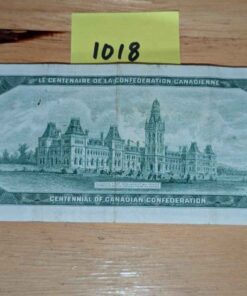 1018
LE CENTENAIRE DE LA CONFÉDÉRATION CANADIENNE
CENTENNIAL OF CANADIAN CONFEDERATION